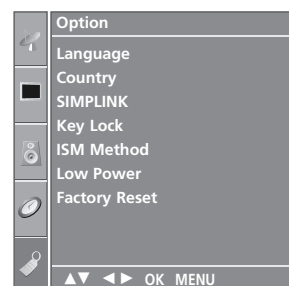 Option
Language
Country
SIMPLINK
Key Lock
ISM Method
Low Power
Factory Reset
▲▼ ◄► OK MENU